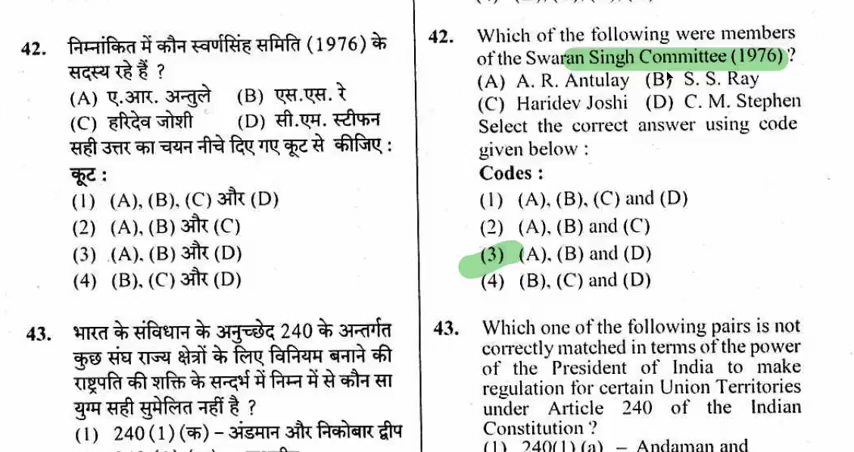 42. निम्नांकित में कौन स्वर्णसिंह समिति (1976) के
सदस्य रहे हैं ?
(A) ए.आर. अन्तुले (B) एस.एस. रे
(C) हरिदेव जोशी (D) सी.एम. स्टीफन
सही उत्तर का चयन नीचे दिए गए कूट से कीजिए :
कूट :
(1) (A), (B), (C) और (D)
(2) (A), (B) और (C)
(3) (A), (B) और (D)
(4) (B), (C) और (D)
43. भारत के संविधान के अनुच्छेद 240 के अन्तर्गत
कुछ संघ राज्य क्षेत्रों के लिए विनियम बनाने की
राष्ट्रपति की शक्ति के सन्दर्भ में निम्न में से कौन सा
युग्म सही सुमेलित नहीं है ?
(1) 240 (1) (क) – अंडमान और निकोबार द्वीप
42. Which of the following were members
of the Swaran Singh Committee (1976) ?
(A) A. R. Antulay (B) S. S. Ray
(C) Haridev Joshi (D) C. M. Stephen
Select the correct answer using code
given below :
Codes :
(1) (A), (B), (C) and (D)
(2) (A), (B) and (C)
(3) (A), (B) and (D)
(4) (B), (C) and (D)
43. Which one of the following pairs is not
correctly matched in terms of the power
of the President of India to make
regulation for certain Union Territories
under Article 240 of the Indian
Constitution ?
(1) 240(1) (a) – Andaman and